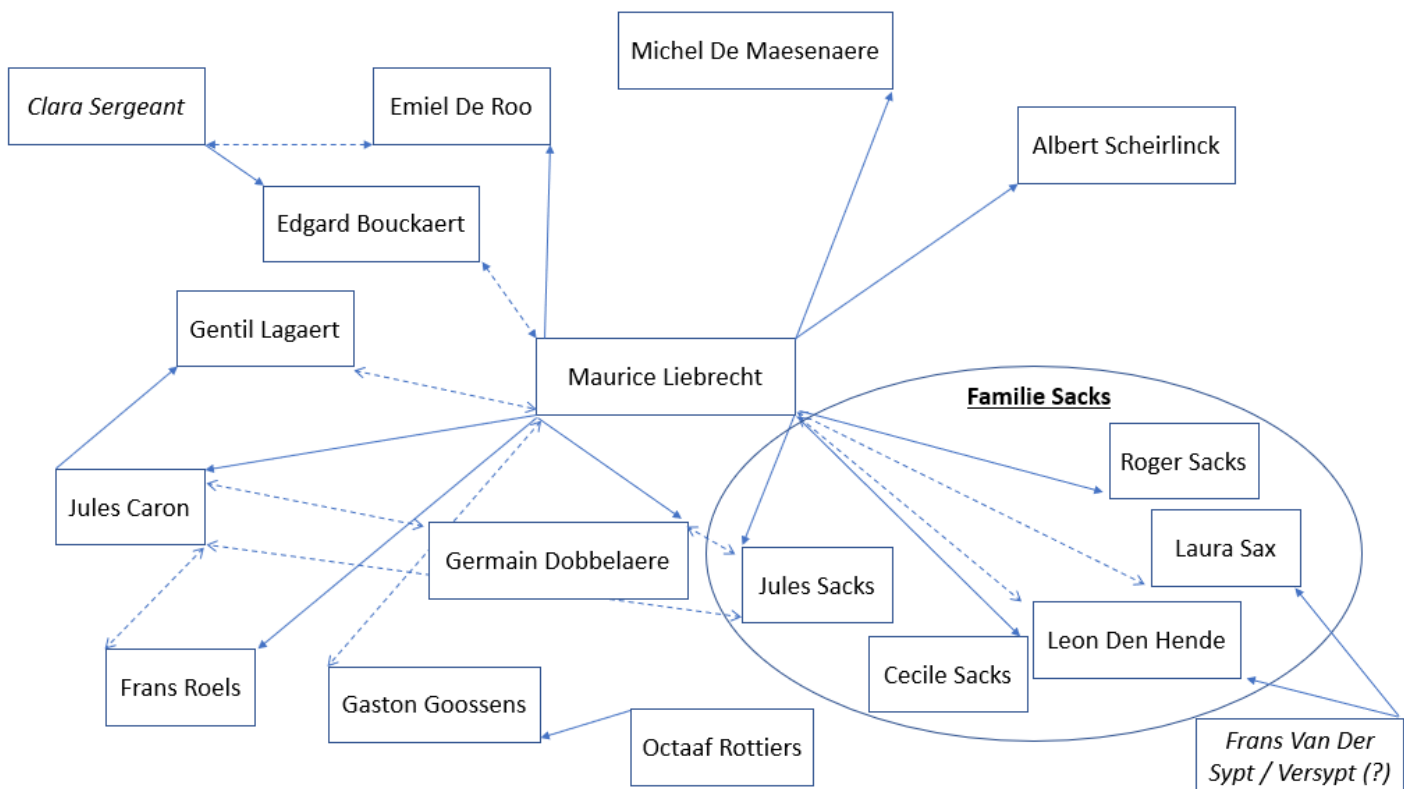 Michel De Maesenaere
Clara Sergeant
Emiel De Roo
Albert Scheirlinck
Edgard Bouckaert
Gentil Lagaert
Maurice Liebrecht
Familie Sacks
Roger Sacks
Jules Caron
Laura Sax
Germain Dobbelaere
Jules Sacks
Leon Den Hende
Cecile Sacks
Frans Roels
Gaston Goossens
Octaaf Rottiers
Frans Van Der
Sypt / Versypt (?)